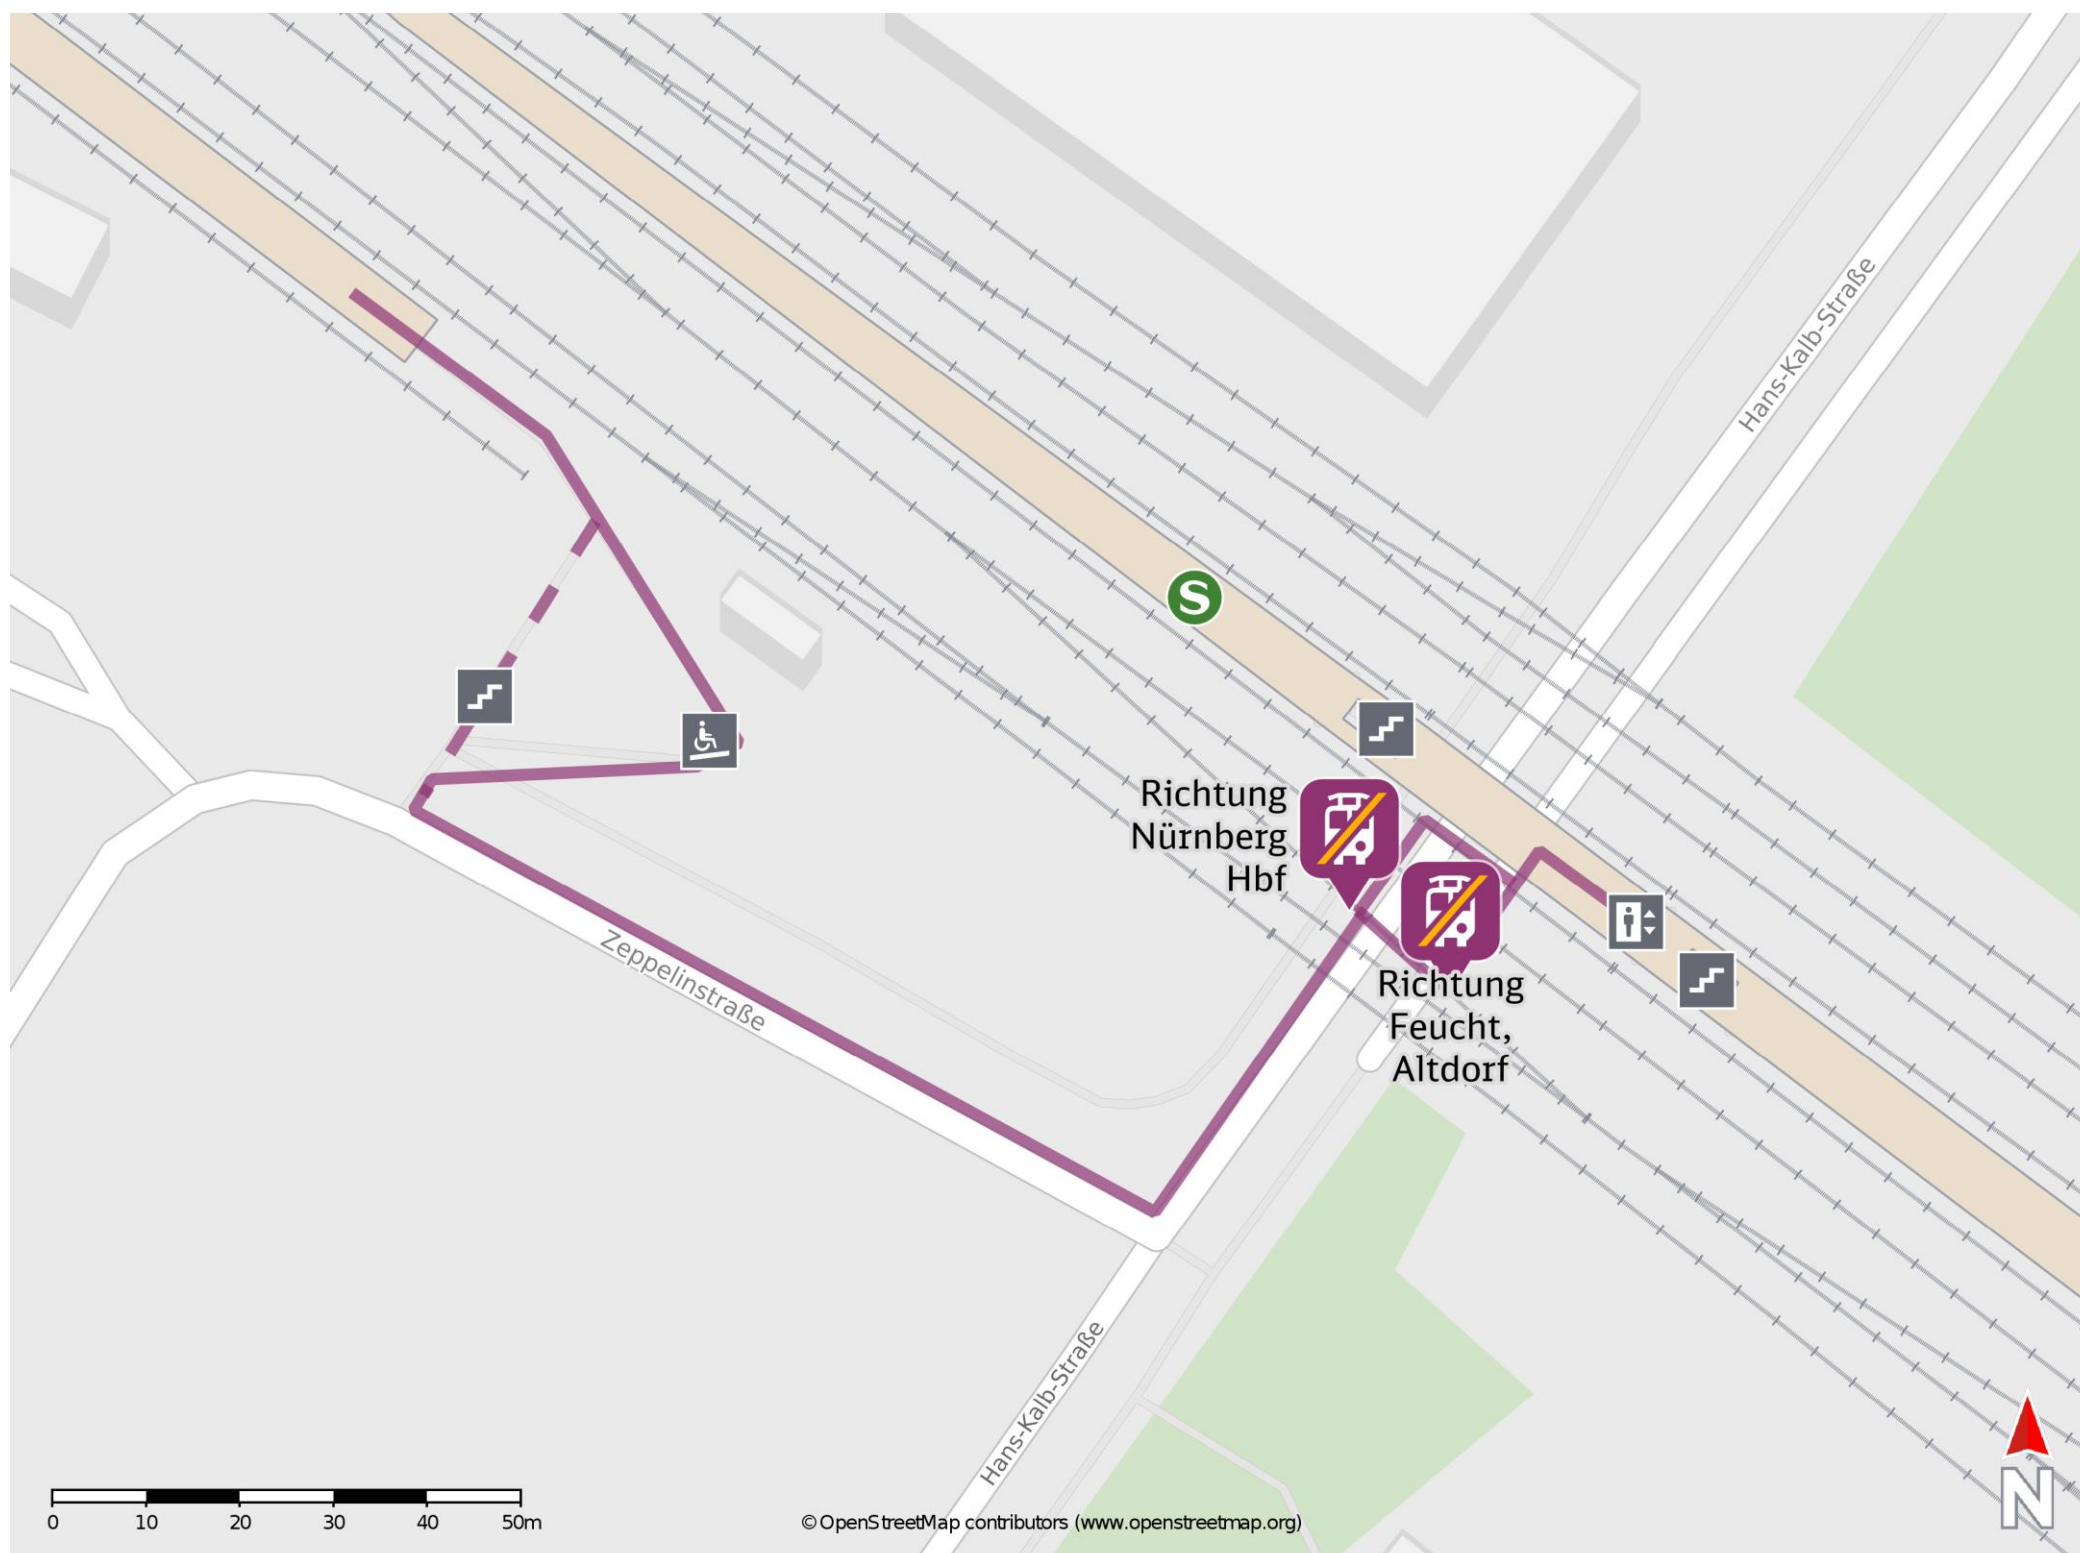 Hans-Kalb-Straße
S
Richtung
Nürnberg
Hbf
Richtung
Feucht,
Altdorf
Zeppelinstraße
Hans-Kalb-Straße
N
0 10 20 30 40 50m
© OpenStreetMap contributors (www.openstreetmap.org)